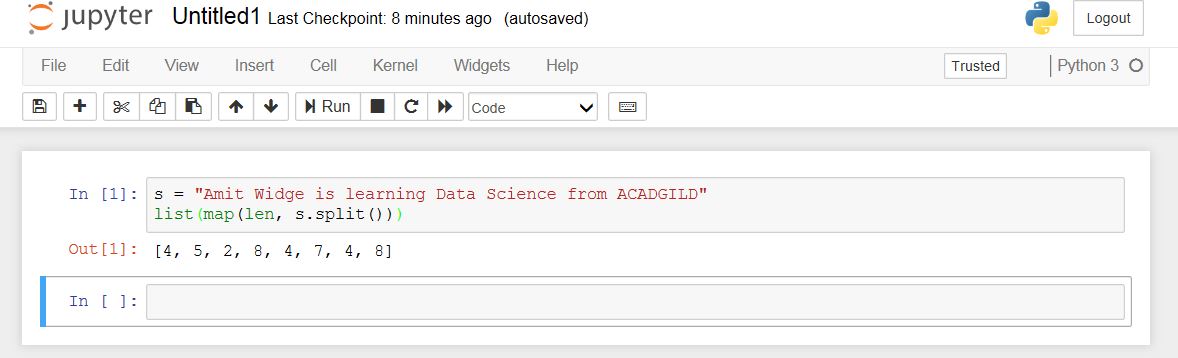 jupyter Untitled1 Last Checkpoint: 8 minutes ago (autosaved)
Logout
File Edit View Insert Cell Kernel Widgets Help
Trusted
Python 3
Run
Code
In [1]: s = "Amit Widge is learning Data Science from ACADGILD"
list(map(len, s.split()))
Out[1]: [4, 5, 2, 8, 4, 7, 4, 8]
In [ ]: